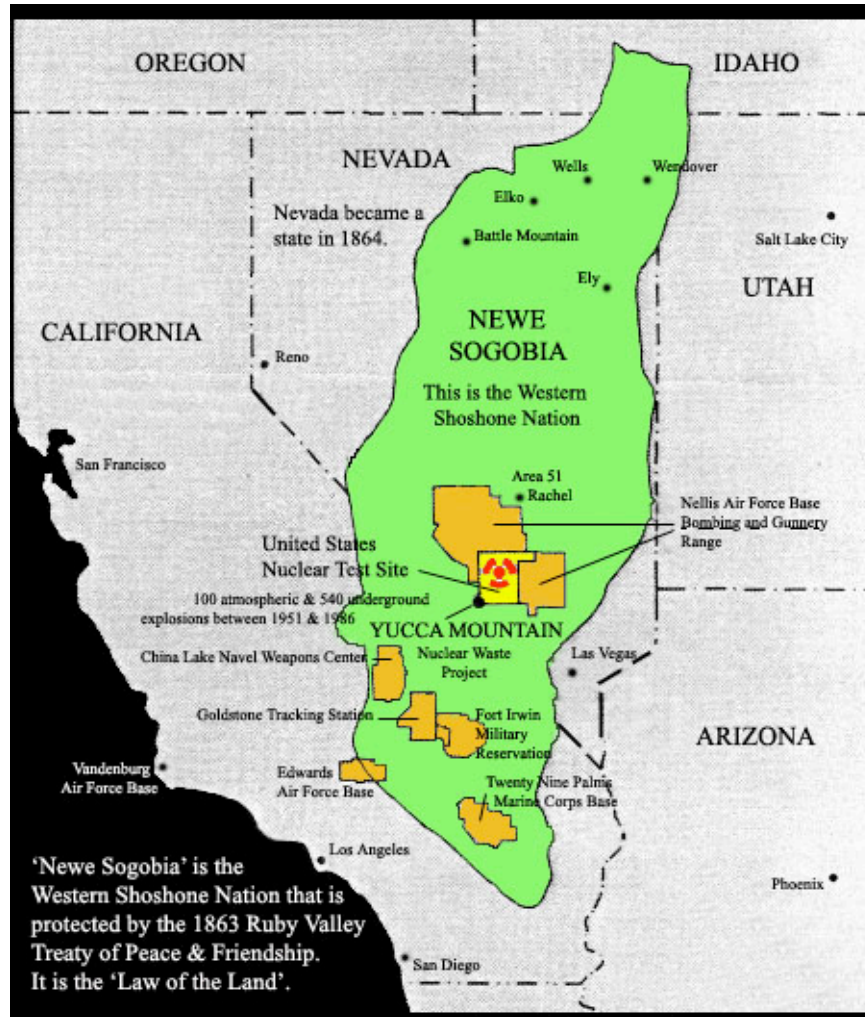 OREGON
IDAHO
NEVADA
Wells
Wendover
Elko
Nevada became a
state in 1864.
Battle Mountain
Salt Lake City
Ely
UTAH
CALIFORNIA
NEWE
SOGOBIA
Reno
This is the Western
Shoshone Nation
San Francisco
Area 51
Rachel
Nellis Air Force Base
Bombing and Gunnery
Range
United States
Nuclear Test Site
100 atmospheric & 540 underground
explosions between 1951 & 1986
YUCCA MOUNTAIN
Nuclear Waste
Project
China Lake Navel Weapons Center
Las Vegas
Goldstone Tracking Station
Fort Irwin
Military
Reservation
ARIZONA
Vandenburg
Air Force Base
Edwards
Air Force Base
Twenty Nine Palms
Marine Corps Base
Los Angeles
'Newe Sogobia' is the
Western Shoshone Nation that is
protected by the 1863 Ruby Valley
Treaty of Peace & Friendship.
It is the 'Law of the Land'.
Phoenix
San Diego